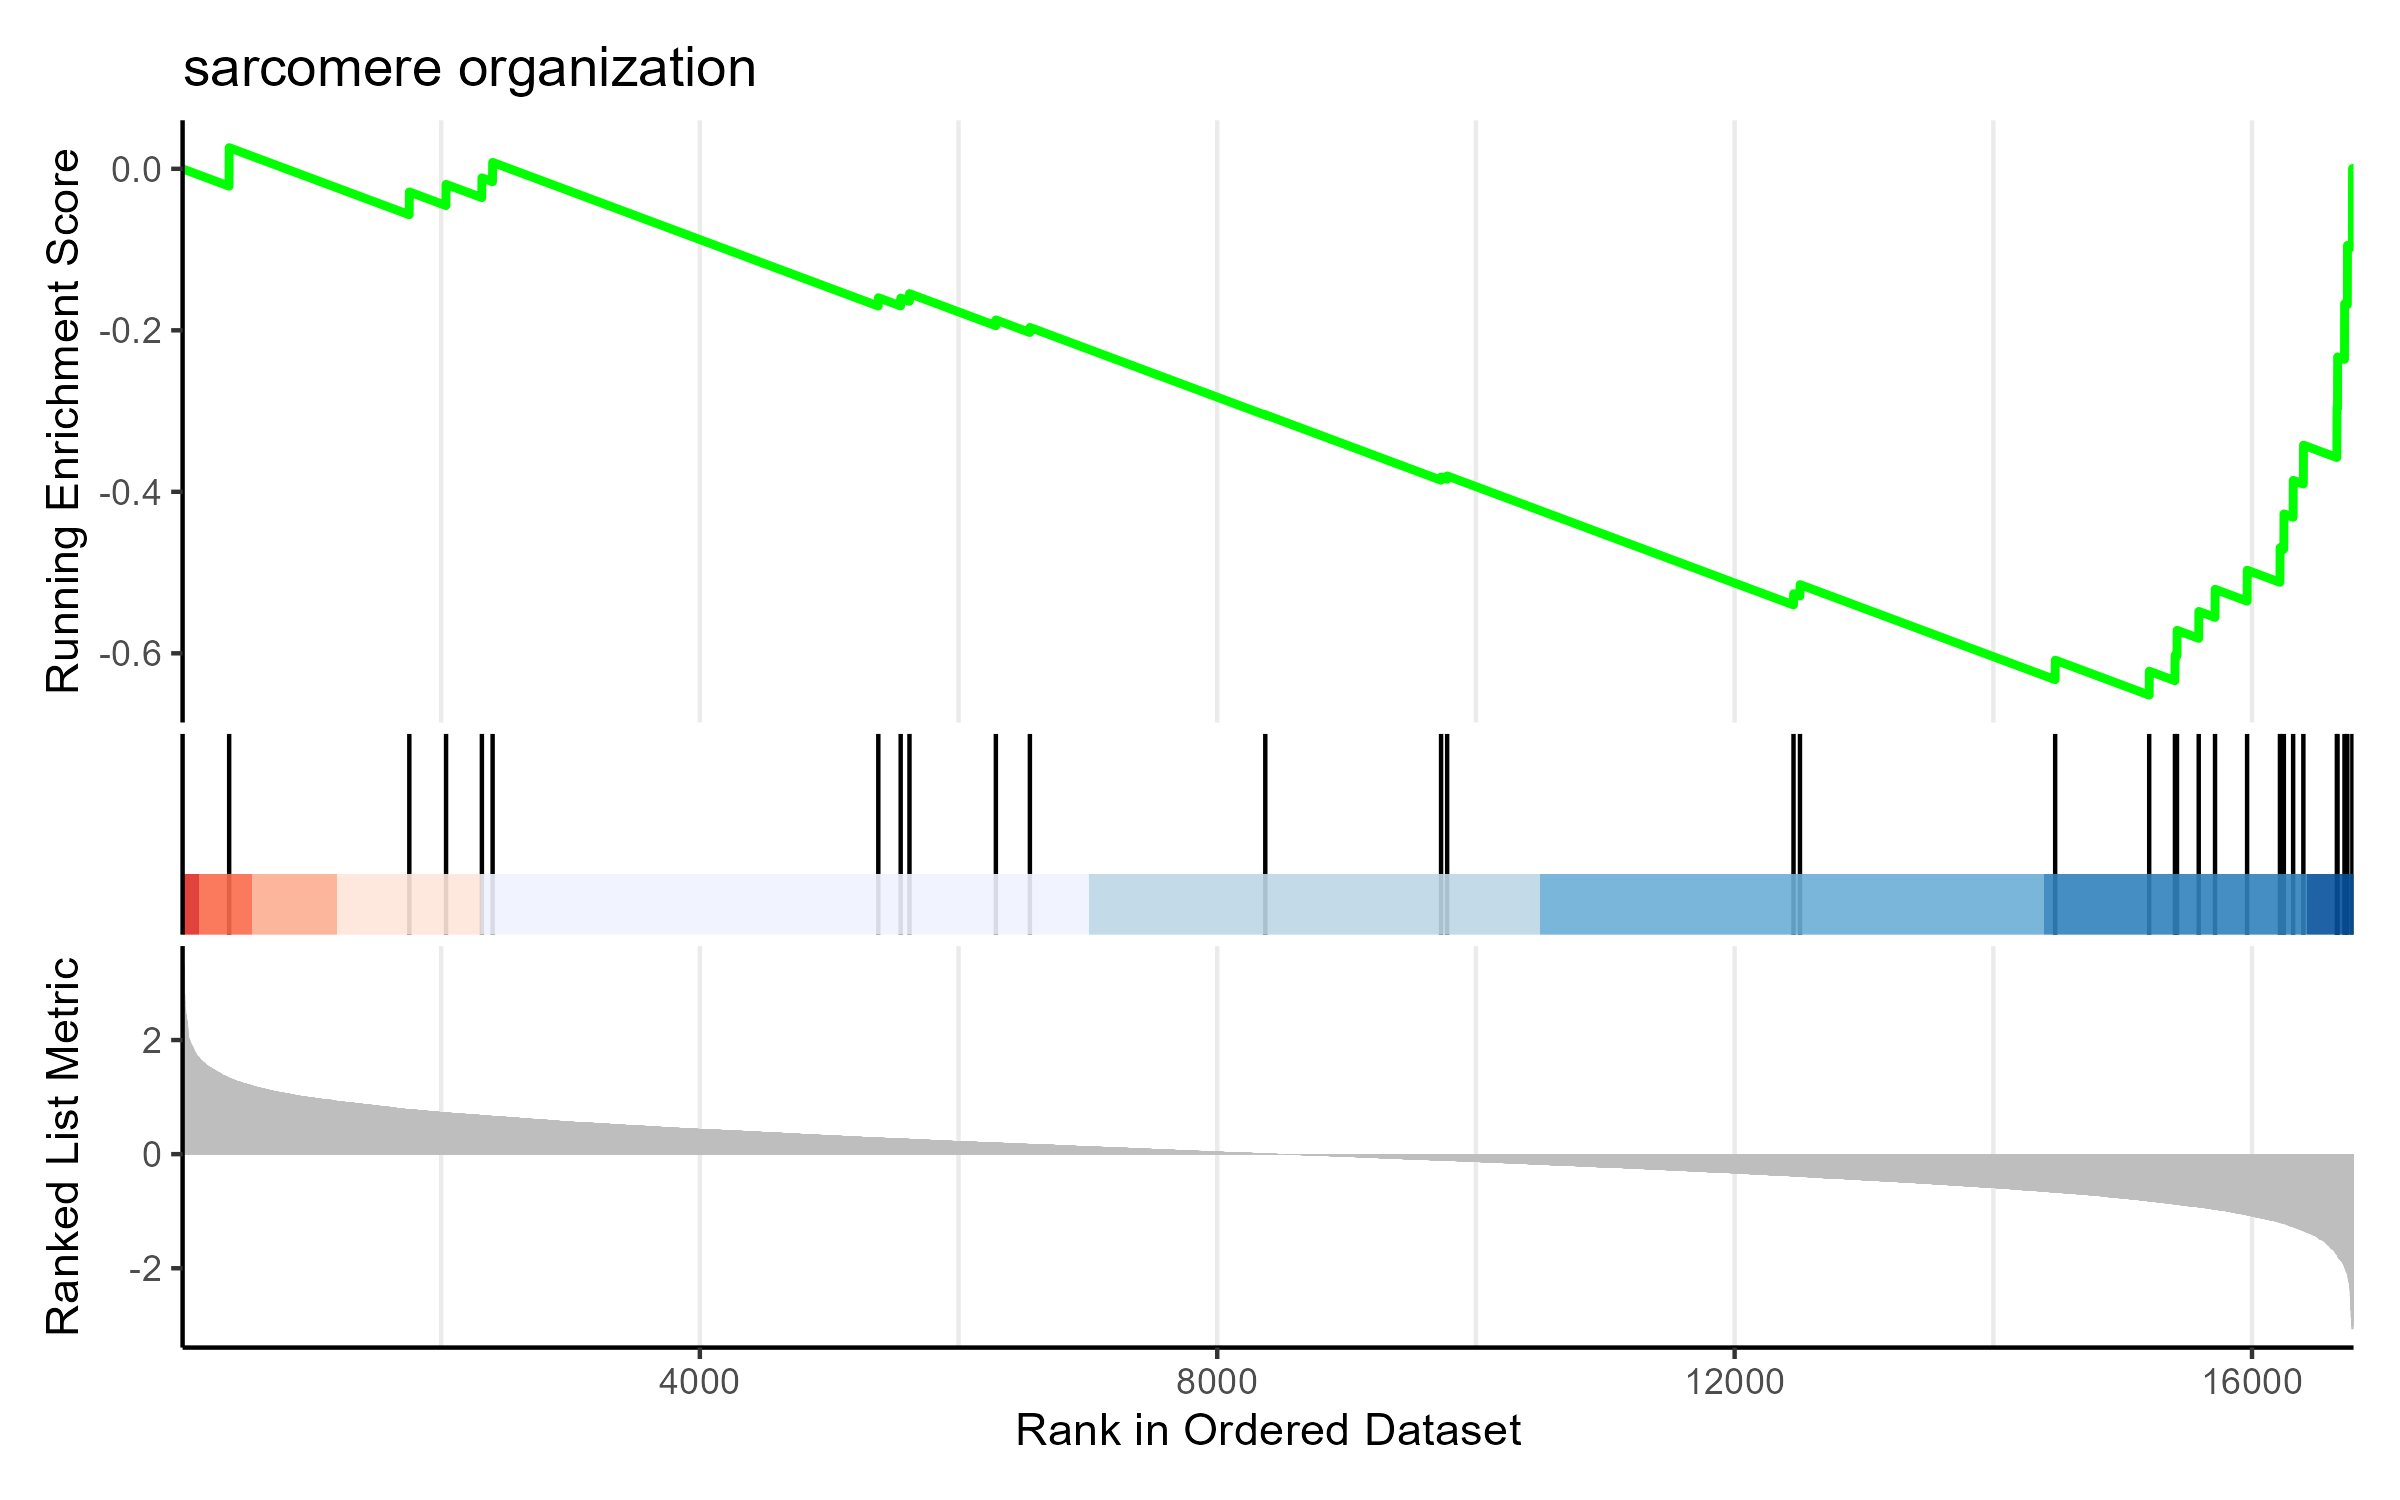 sarcomere organization
Running Enrichment Score
0.0
-0.2
-0.4
-0.6
Ranked List Metric
2
0
-2
4000
8000
12000
16000
Rank in Ordered Dataset